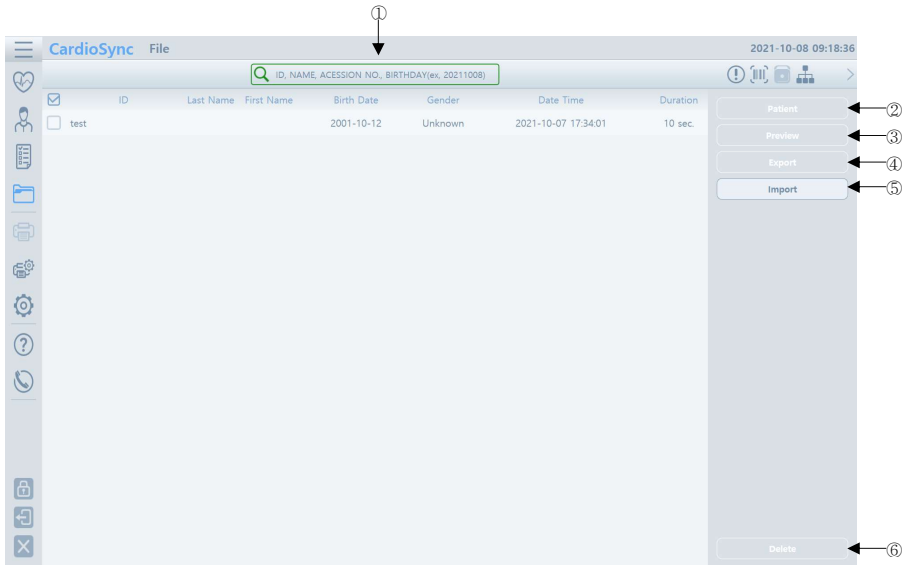 ①
CardioSync File 2021-10-08 09:18:36
ID, NAME, ACESSION NO., BIRTHDAY(ex, 20211008)
ID Last Name First Name Birth Date Gender Date Time Duration
test 2001-10-12 Unknown 2021-10-07 17:34:01 10 sec.
Patient ②
Preview ③
Export ④
Import ⑤
Delete ⑥